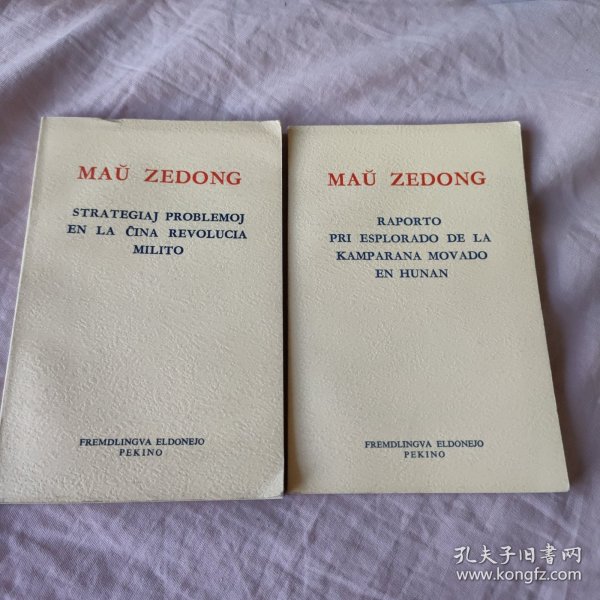 MAŬ ZEDONG
STRATEGIAJ PROBLEMOJ
EN LA ĈINA REVOLUCIA
MILITO
FREMDLINGVA ELDONEJO
PEKINO
MAŬ ZEDONG
RAPORTO
PRI ESPLORADO DE LA
KAMPARANA MOVADO
EN HUNAN
FREMDLINGVA ELDONEJO
PEKINO
孔夫子旧书网
www.kongfz.com